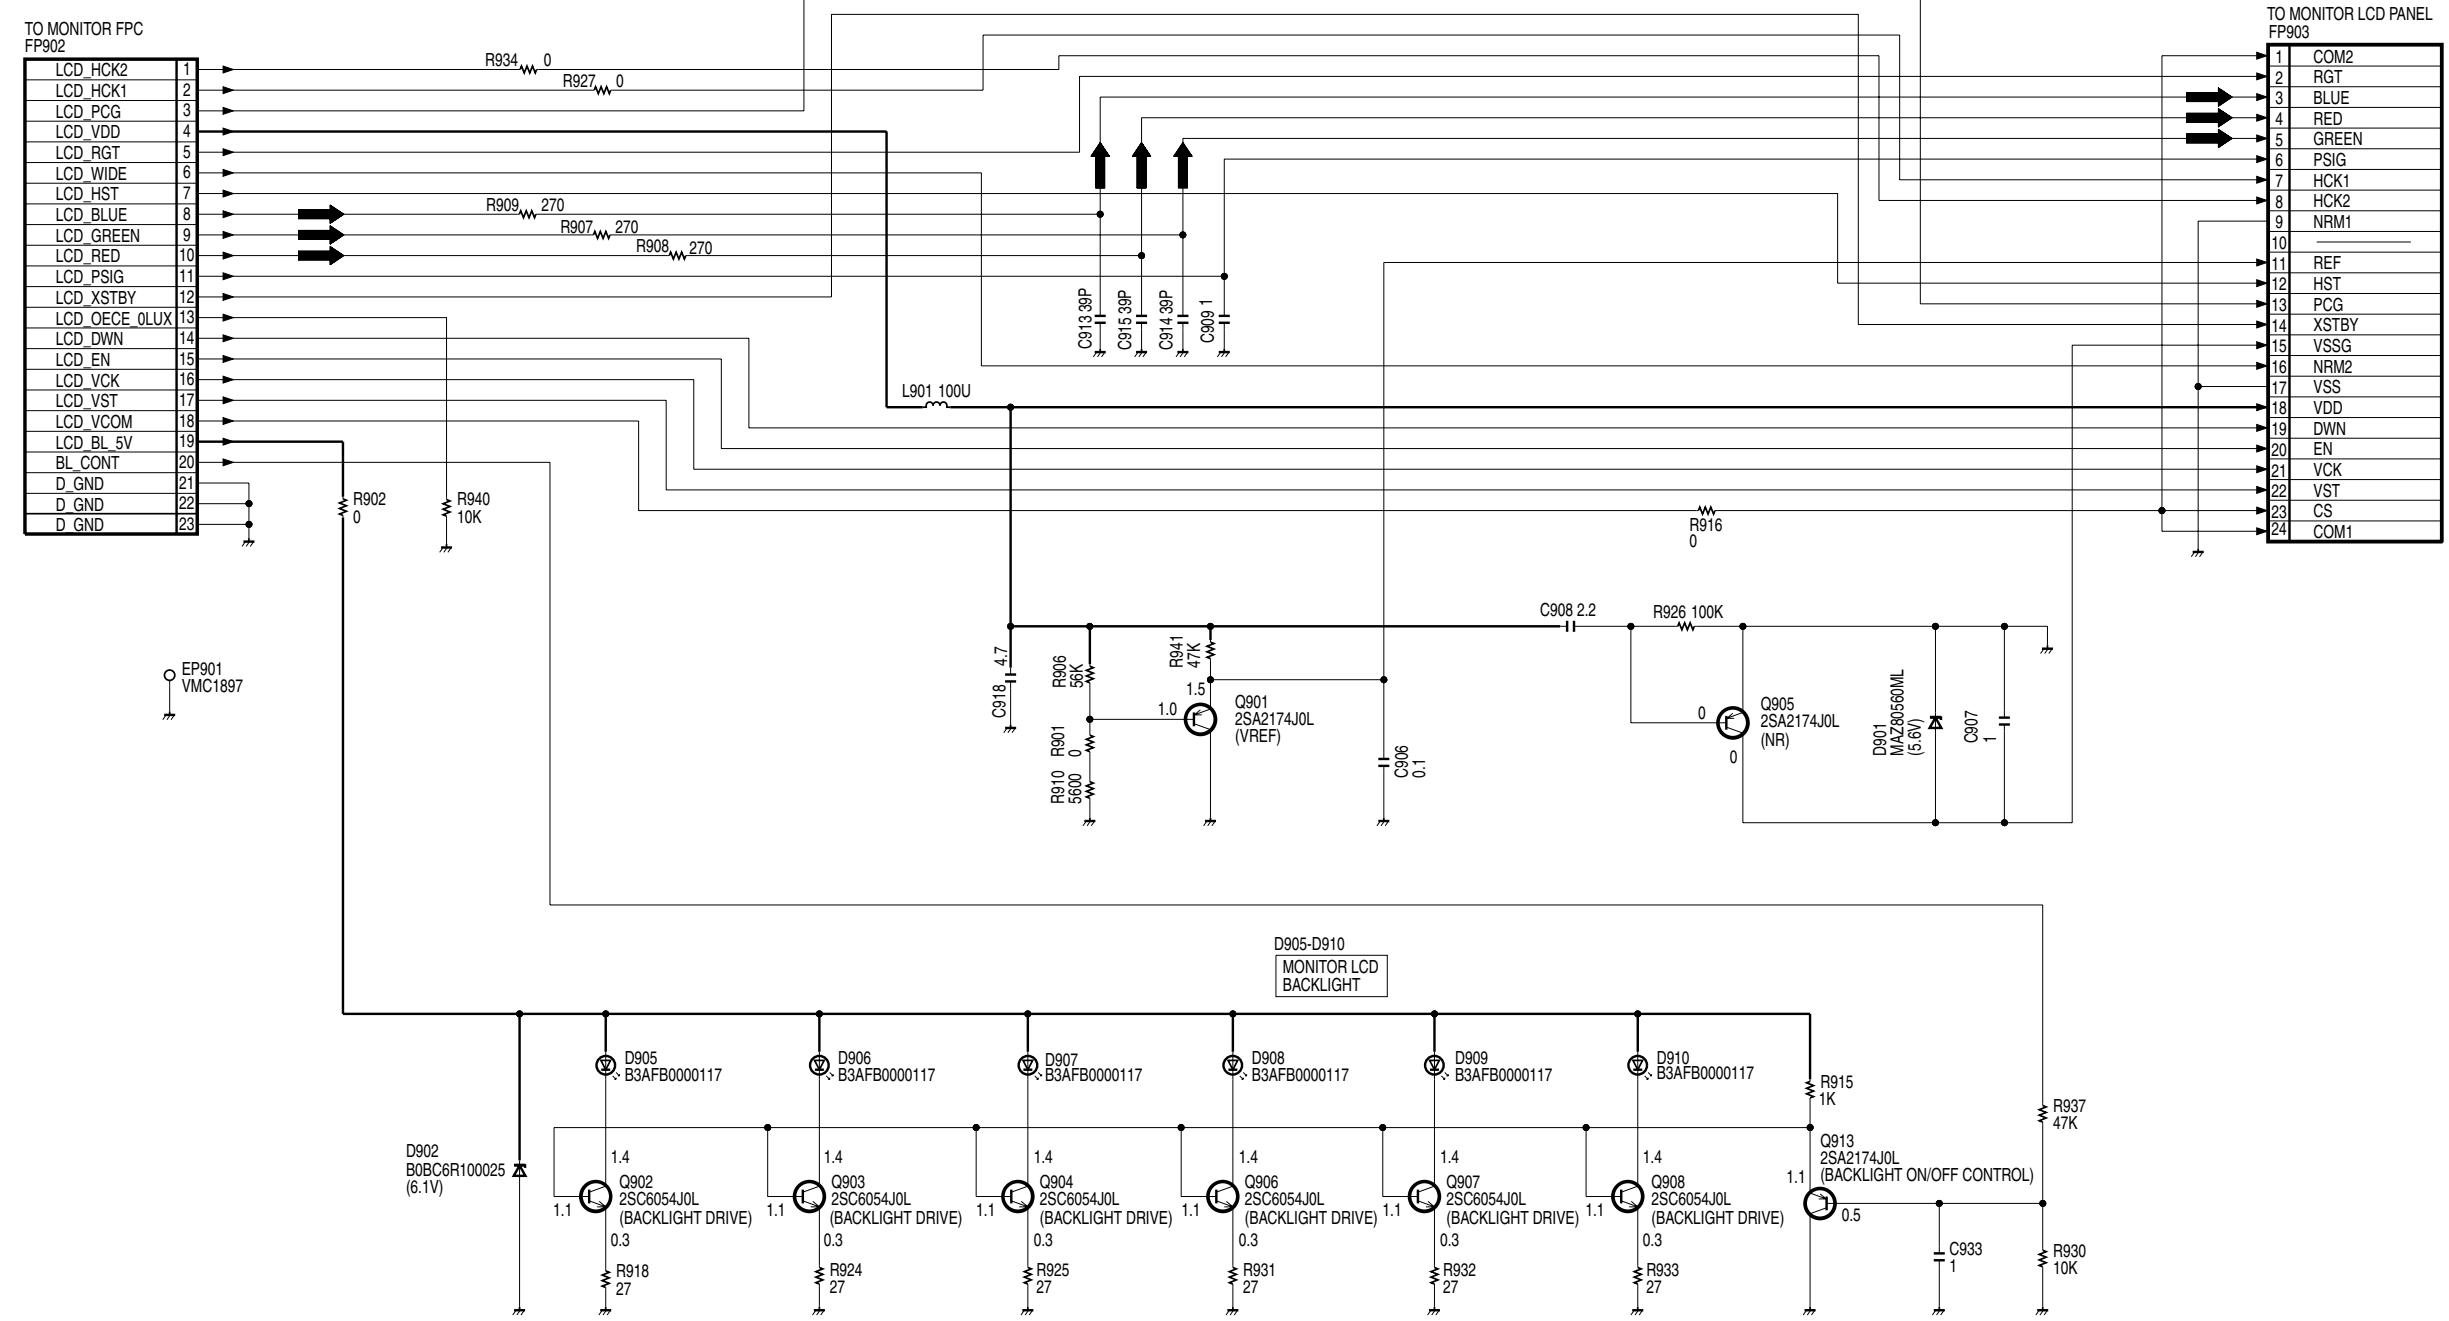 TO MONITOR FPC
FP902
LCD_HCK2 1
LCD_HCK1 2
LCD_PCG 3
LCD_VDD 4
LCD_RGT 5
LCD_WIDE 6
LCD_HST 7
LCD_BLUE 8
LCD_GREEN 9
LCD_RED 10
LCD_PSIG 11
LCD_XSTBY 12
LCD_OECE_0LUX 13
LCD_DWN 14
LCD_EN 15
LCD_VCK 16
LCD_VST 17
LCD_VCOM 18
LCD_BL_5V 19
BL_CONT 20
D_GND 21
D_GND 22
D_GND 23
R934 0
R927 0
R909 270
R907 270
R908 270
C913 39P
C915 39P
C914 39P
C909 1
L901 100U
R902
0
R940
10K
R916
0
TO MONITOR LCD PANEL
FP903
1 COM2
2 RGT
3 BLUE
4 RED
5 GREEN
6 PSIG
7 HCK1
8 HCK2
9 NRM1
10
11 REF
12 HST
13 PCG
14 XSTBY
15 VSSG
16 NRM2
17 VSS
18 VDD
19 DWN
20 EN
21 VCK
22 VST
23 CS
24 COM1
EP901
VMC1897
C918 4.7
R906
56K
R941
47K
1.5
1.0
Q901
2SA2174J0L
(VREF)
R901
0
R910
5600
C906
0.1
C908 2.2
R926 100K
0
Q905
2SA2174J0L
(NR)
0
D901
MAZ80560ML
(5.6V)
C907
1
D905-D910
MONITOR LCD
BACKLIGHT
D905
B3AFB0000117
D906
B3AFB0000117
D907
B3AFB0000117
D908
B3AFB0000117
D909
B3AFB0000117
D910
B3AFB0000117
R915
1K
R937
47K
D902
B0BC6R100025
(6.1V)
1.4
Q902
2SC6054J0L
(BACKLIGHT DRIVE)
1.1
0.3
R918
27
1.4
Q903
2SC6054J0L
(BACKLIGHT DRIVE)
1.1
0.3
R924
27
1.4
Q904
2SC6054J0L
(BACKLIGHT DRIVE)
1.1
0.3
R925
27
1.4
Q906
2SC6054J0L
(BACKLIGHT DRIVE)
1.1
0.3
R931
27
1.4
Q907
2SC6054J0L
(BACKLIGHT DRIVE)
1.1
0.3
R932
27
1.4
Q908
2SC6054J0L
(BACKLIGHT DRIVE)
1.1
0.3
R933
27
Q913
2SA2174J0L
(BACKLIGHT ON/OFF CONTROL)
1.1
0.5
C933
1
R930
10K